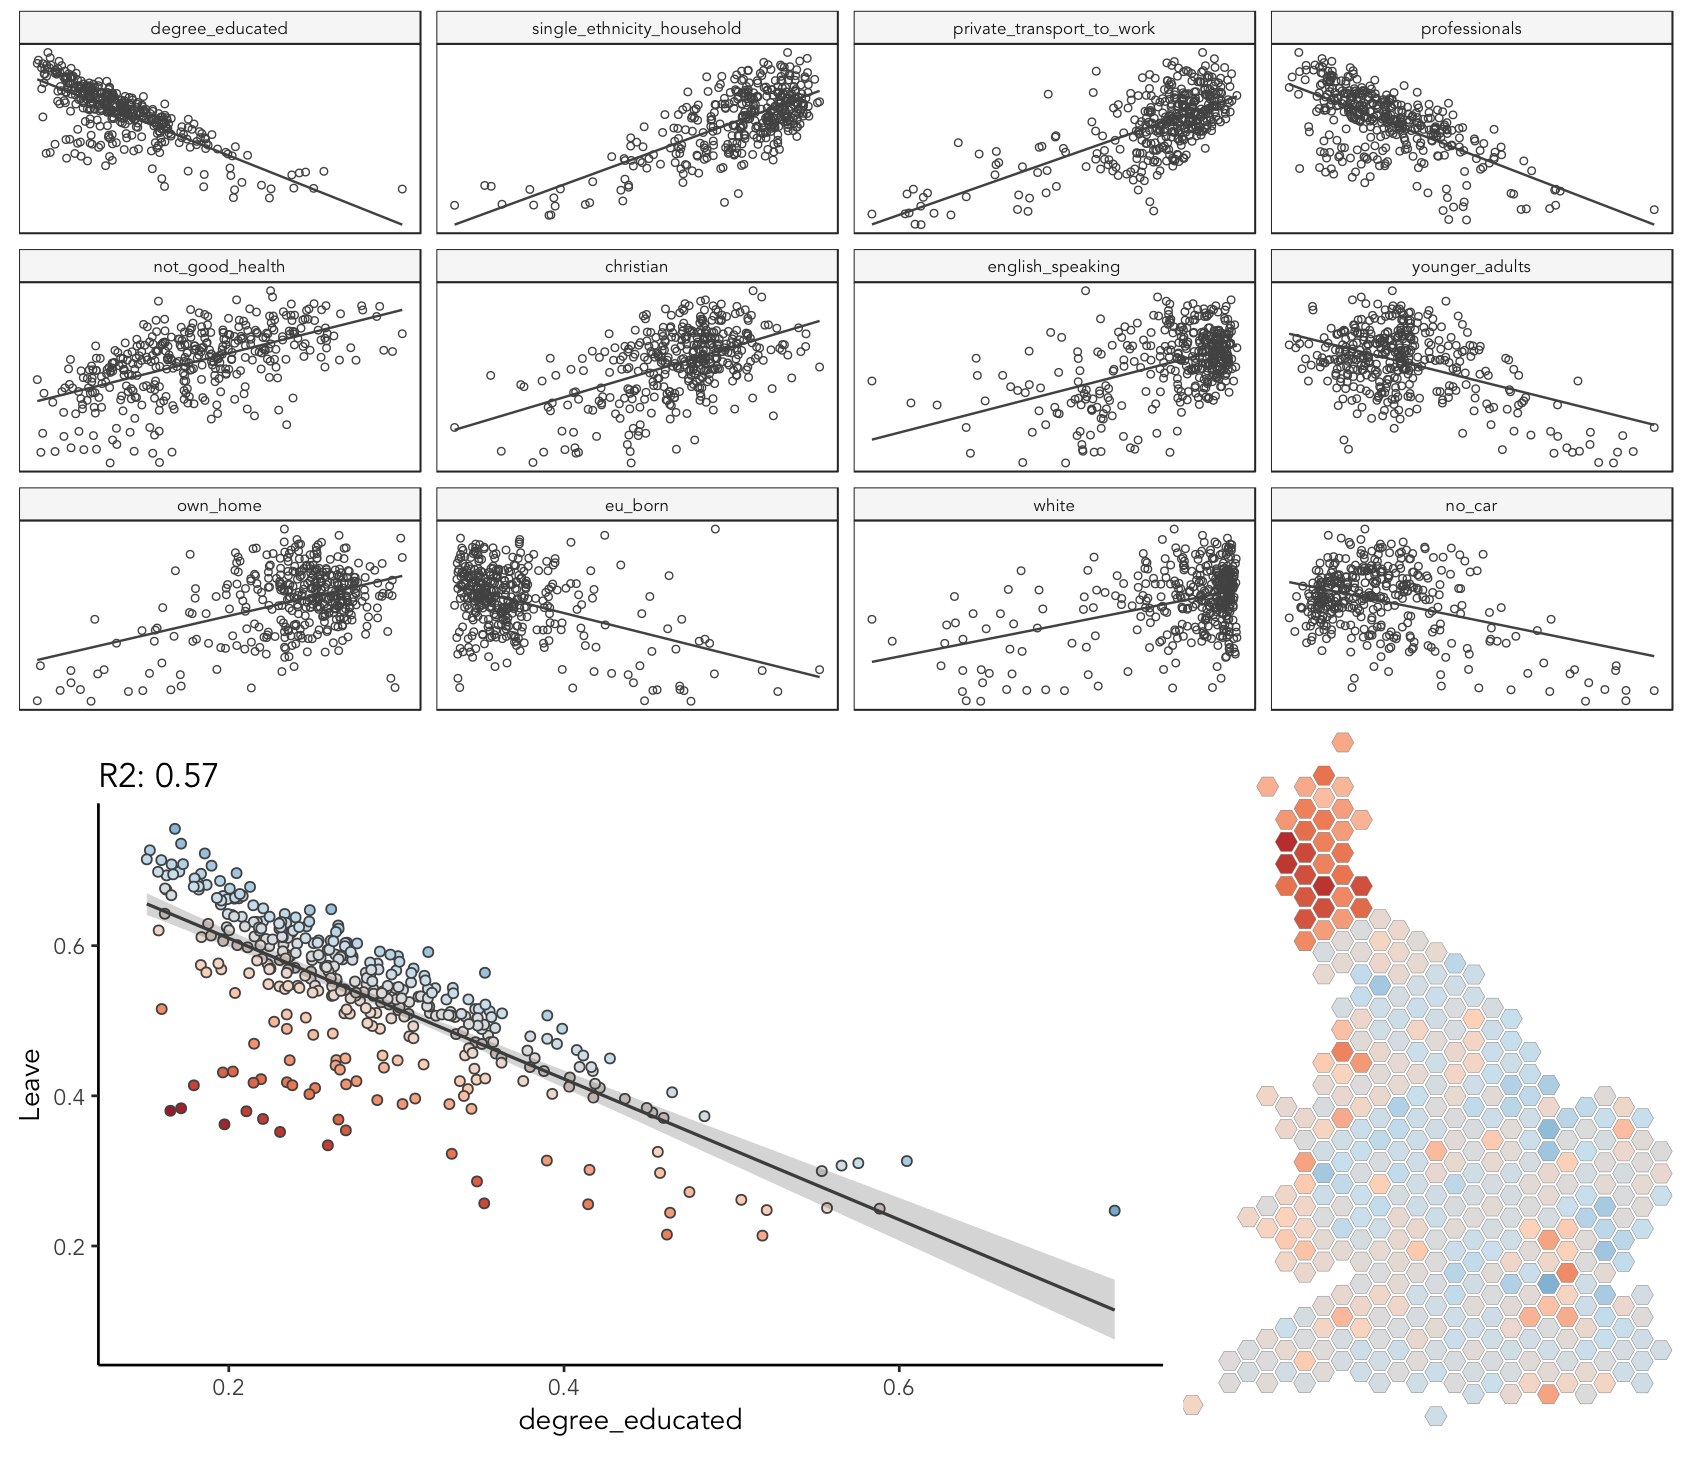 degree_educated
single_ethnicity_household
private_transport_to_work
professionals
not_good_health
christian
english_speaking
younger_adults
own_home
eu_born
white
no_car
R2: 0.57
0.6
0.4
0.2
Leave
0.2
0.4
0.6
degree_educated